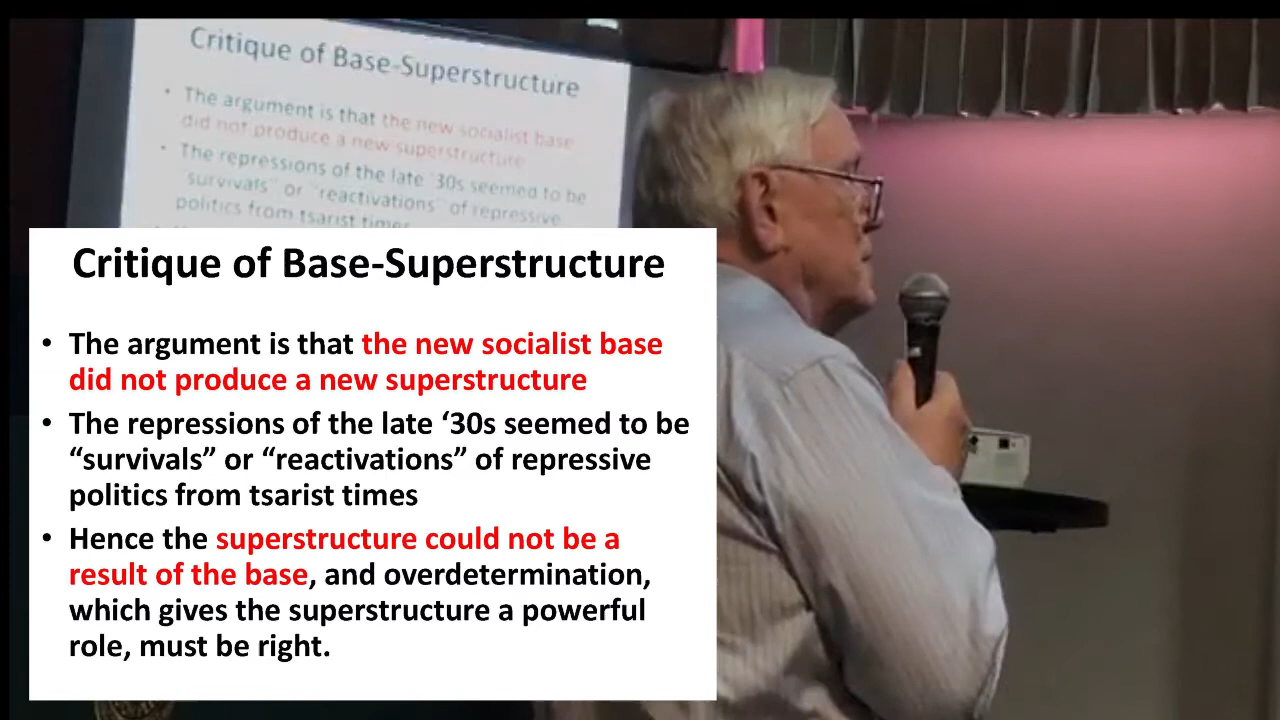 Critique of Base-Superstructure
• The argument is that the new socialist base
did not produce a new superstructure
• The repressions of the late '30s seemed to be
survivals" or "reactivations" of repressive
politics from tsarist times
Critique of Base-Superstructure
• The argument is that the new socialist base
did not produce a new superstructure
• The repressions of the late ‘30s seemed to be
“survivals” or “reactivations” of repressive
politics from tsarist times
• Hence the superstructure could not be a
result of the base, and overdetermination,
which gives the superstructure a powerful
role, must be right.